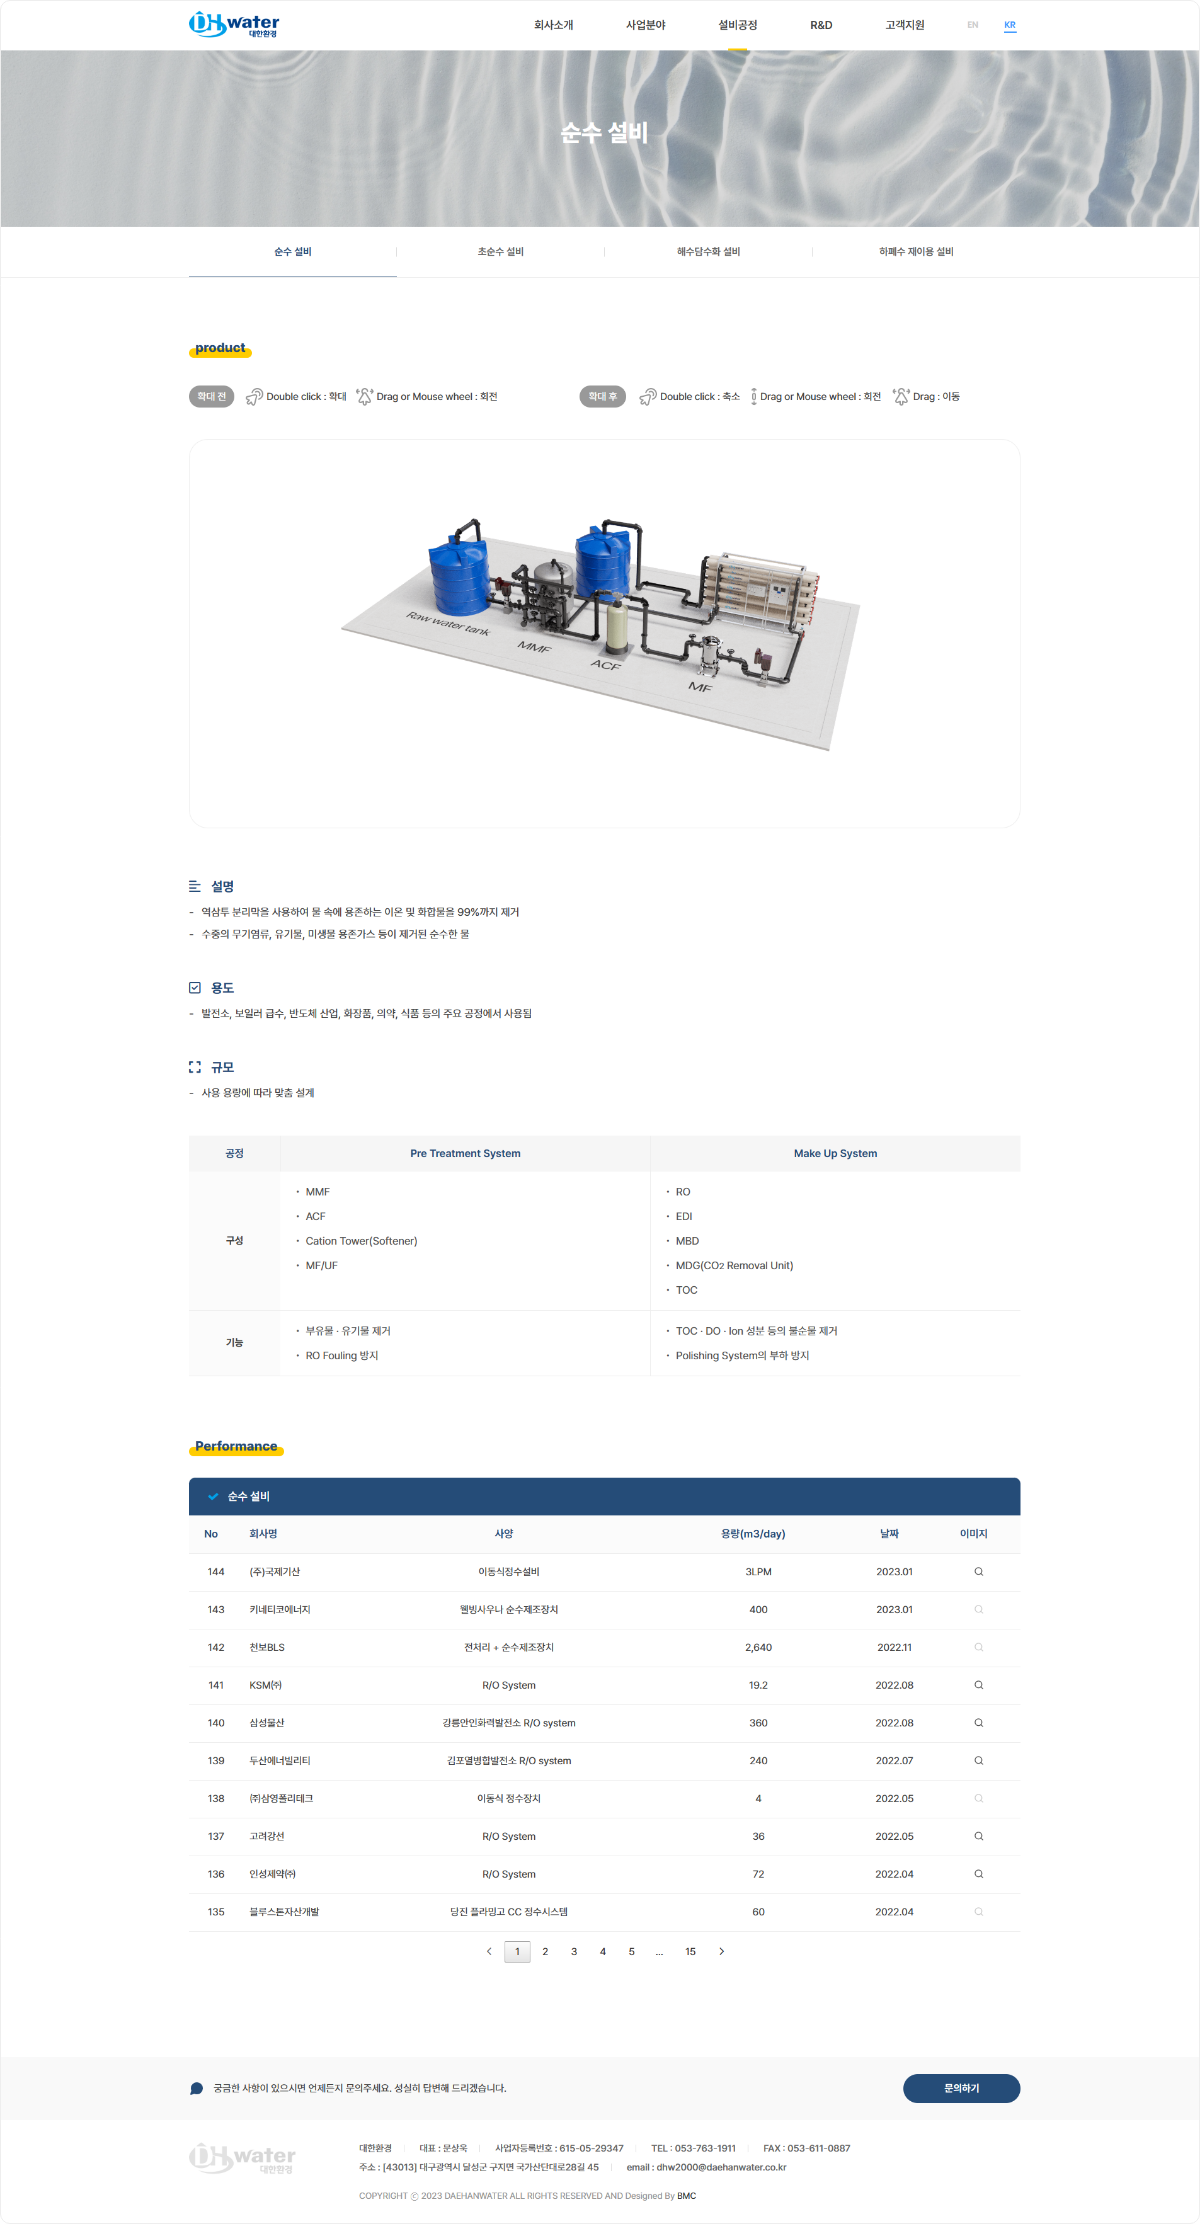 DHwater
대한환경
회사소개 사업분야 설비공정 R&D 고객지원 EN KR
순수 설비
순수 설비 초순수 설비 해수담수화 설비 하폐수 재이용 설비
product
확대 전 Double click : 확대 Drag or Mouse wheel : 회전 확대 후 Double click : 축소 Drag or Mouse wheel : 회전 Drag : 이동
Raw water tank
MMF
ACF
MF
설명
- 역삼투 분리막을 사용하여 물 속에 용존하는 이온 및 화합물을 99%까지 제거
- 수중의 무기염류, 유기물, 미생물 용존가스 등이 제거된 순수한 물
용도
- 발전소, 보일러 급수, 반도체 산업, 화장품, 의약, 식품 등의 주요 공정에서 사용됨
규모
- 사용 용량에 따라 맞춤 설계
공정 Pre Treatment System Make Up System
구성
· MMF
· ACF
· Cation Tower(Softener)
· MF/UF
· RO
· EDI
· MBD
· MDG(CO2 Removal Unit)
· TOC
기능
· 부유물 · 유기물 제거
· RO Fouling 방지
· TOC · DO · Ion 성분 등의 불순물 제거
· Polishing System의 부하 방지
Performance
순수 설비
No 회사명 사양 용량(m3/day) 날짜 이미지
144 (주)국제기산 이동식정수설비 3LPM 2023.01
143 키네티코에너지 웰빙사우나 순수제조장치 400 2023.01
142 천보BLS 전처리 + 순수제조장치 2,640 2022.11
141 KSM㈜ R/O System 19.2 2022.08
140 삼성물산 강릉안인화력발전소 R/O system 360 2022.08
139 두산에너빌리티 김포열병합발전소 R/O system 240 2022.07
138 ㈜삼영폴리테크 이동식 정수장치 4 2022.05
137 고려강선 R/O System 36 2022.05
136 인성제약㈜ R/O System 72 2022.04
135 블루스톤자산개발 당진 플라밍고 CC 정수시스템 60 2022.04
< 1 2 3 4 5 ... 15 >
궁금한 사항이 있으시면 언제든지 문의주세요. 성실히 답변해 드리겠습니다. 문의하기
DHwater
대한환경
대한환경 대표 : 문상욱 사업자등록번호 : 615-05-29347 TEL : 053-763-1911 FAX : 053-611-0887
주소 : [43013] 대구광역시 달성군 구지면 국가산단대로28길 45 email : dhw2000@daehanwater.co.kr
COPYRIGHT ⓒ 2023 DAEHANWATER ALL RIGHTS RESERVED AND Designed By BMC